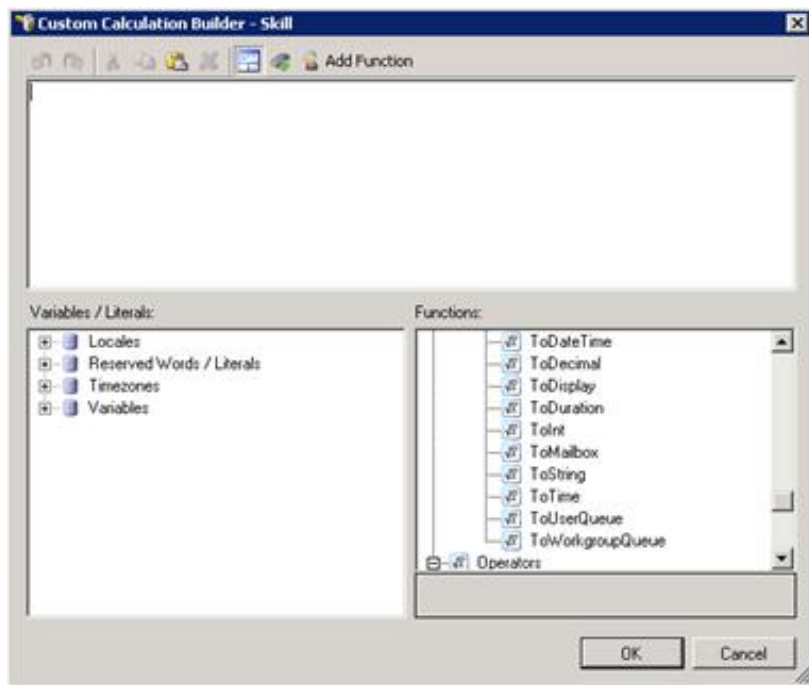 Custom Calculation Builder - Skill
Add Function
Variables / Literals:
Locales
Reserved Words / Literals
Timezones
Variables
Functions:
ToDateTime
ToDecimal
ToDisplay
ToDuration
ToInt
ToMailbox
ToString
ToTime
ToUserQueue
ToWorkgroupQueue
Operators
OK
Cancel